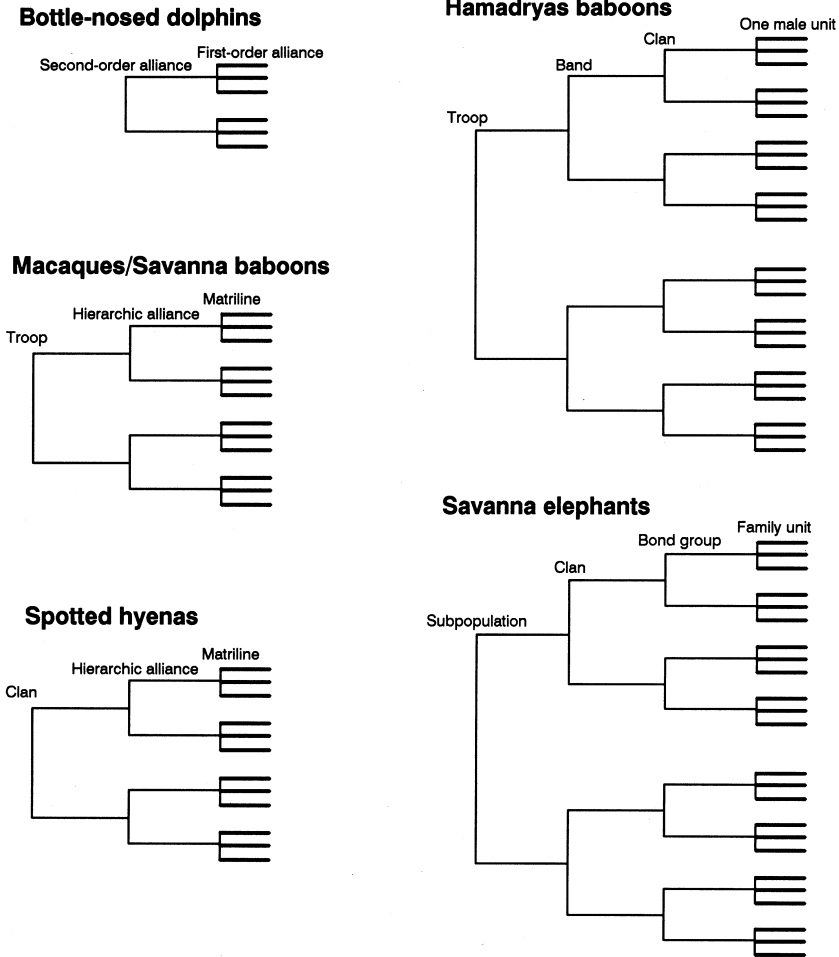 Bottle-nosed dolphins
First-order alliance
Second-order alliance
Macaques/Savanna baboons
Matriline
Hierarchic alliance
Troop
Spotted hyenas
Matriline
Hierarchic alliance
Clan
Hamadryas baboons
One male unit
Clan
Band
Troop
Savanna elephants
Family unit
Bond group
Clan
Subpopulation